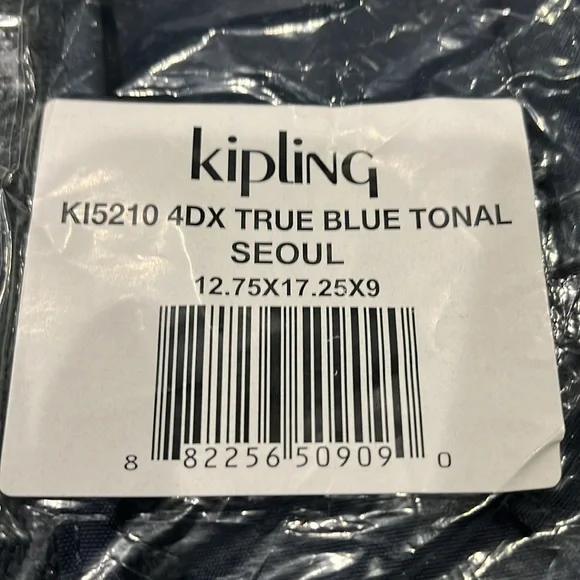 kipling
KI5210 4DX TRUE BLUE TONAL
SEOUL
12.75X17.25X9
8 82256 50909 0